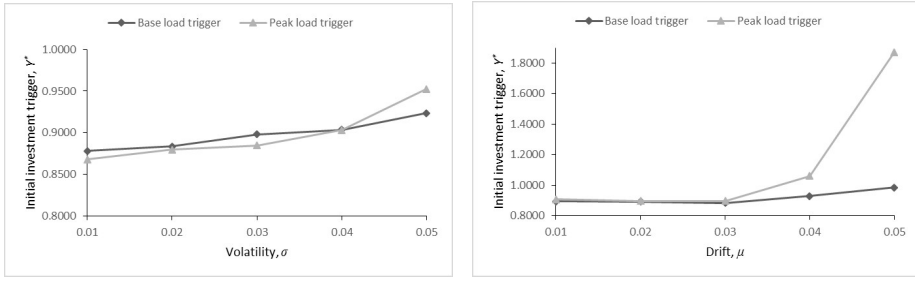 Base load trigger Peak load trigger
Initial investment trigger, Y*
1.0000
0.9500
0.9000
0.8500
0.8000
0.01 0.02 0.03 0.04 0.05
Volatility, σ
Base load trigger Peak load trigger
Initial investment trigger, Y*
1.8000
1.6000
1.4000
1.2000
1.0000
0.8000
0.01 0.02 0.03 0.04 0.05
Drift, μ